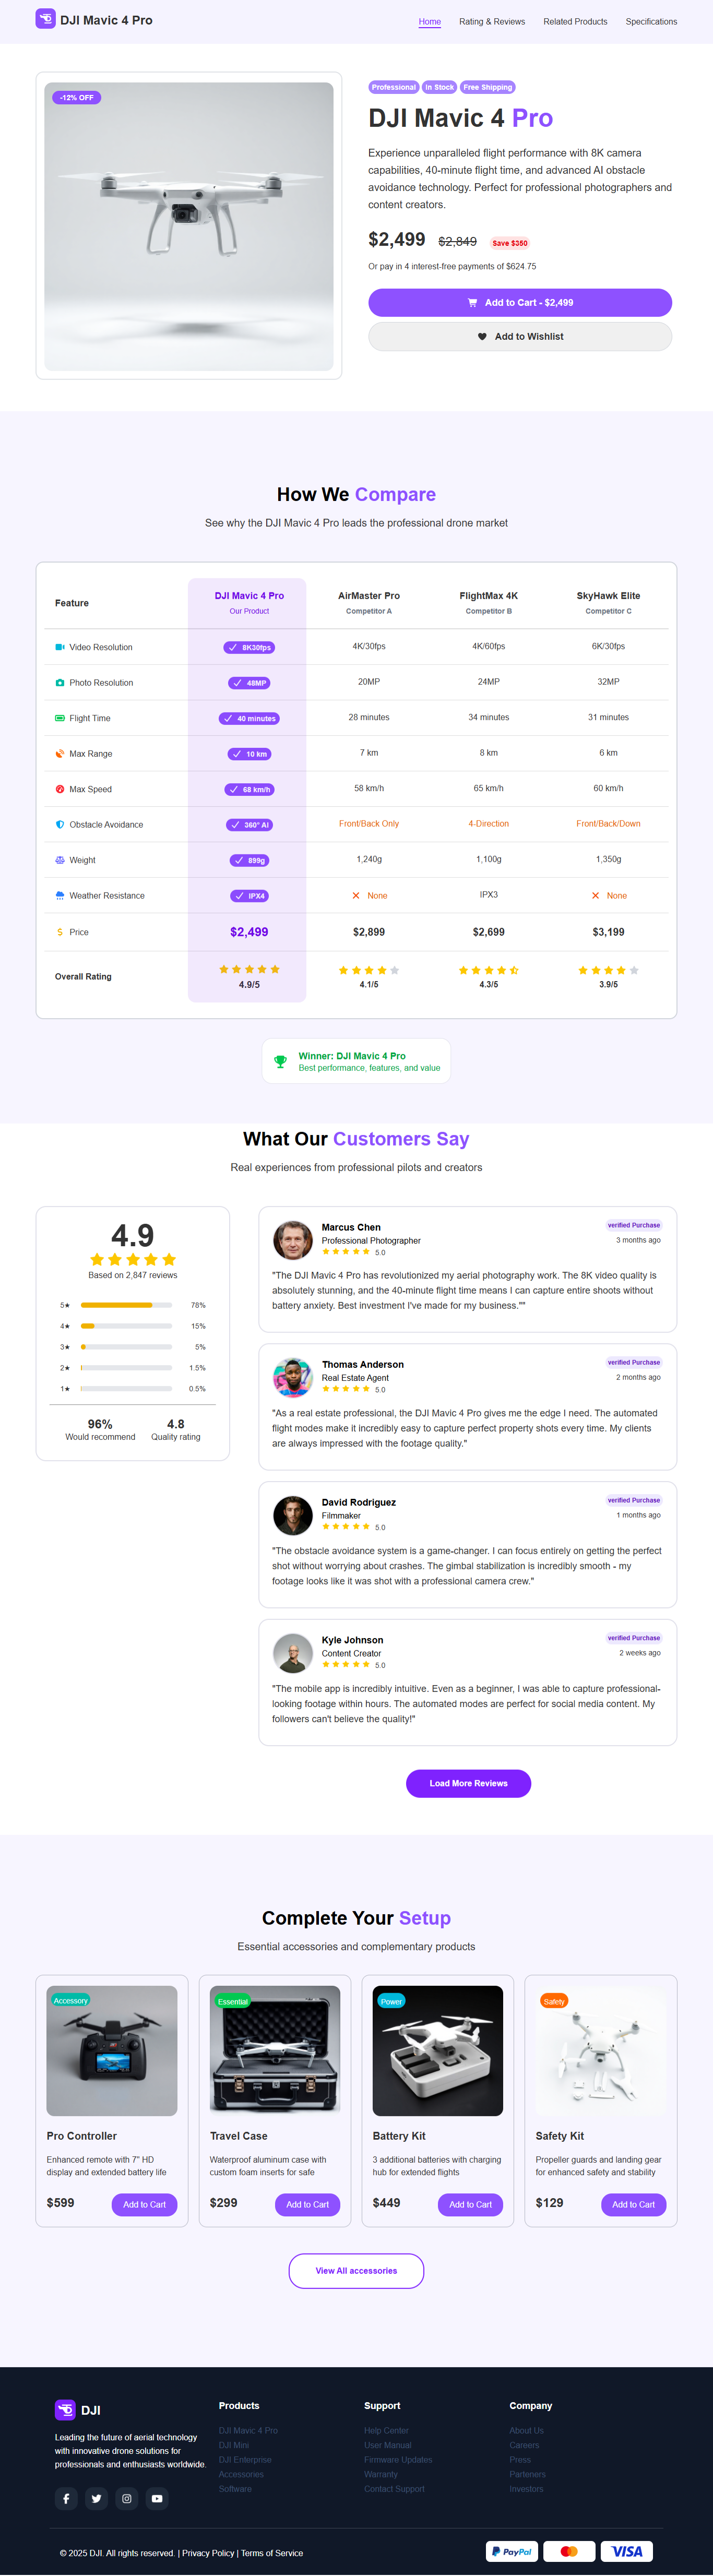 DJI Mavic 4 Pro
Home Rating & Reviews Related Products Specifications
-12% OFF
Professional In Stock Free Shipping
DJI Mavic 4 Pro
Experience unparalleled flight performance with 8K camera
capabilities, 40-minute flight time, and advanced AI obstacle
avoidance technology. Perfect for professional photographers and
content creators.
$2,499 $2,849 Save $350
Or pay in 4 interest-free payments of $624.75
Add to Cart - $2,499
Add to Wishlist
How We Compare
See why the DJI Mavic 4 Pro leads the professional drone market
Feature DJI Mavic 4 Pro AirMaster Pro FlightMax 4K SkyHawk Elite
Our Product Competitor A Competitor B Competitor C
Video Resolution 8K30fps 4K/30fps 4K/60fps 6K/30fps
Photo Resolution 48MP 20MP 24MP 32MP
Flight Time 40 minutes 28 minutes 34 minutes 31 minutes
Max Range 10 km 7 km 8 km 6 km
Max Speed 68 km/h 58 km/h 65 km/h 60 km/h
Obstacle Avoidance 360° AI Front/Back Only 4-Direction Front/Back/Down
Weight 899g 1,240g 1,100g 1,350g
Weather Resistance IPX4 None IPX3 None
Price $2,499 $2,899 $2,699 $3,199
Overall Rating 4.9/5 4.1/5 4.3/5 3.9/5
Winner: DJI Mavic 4 Pro
Best performance, features, and value
What Our Customers Say
Real experiences from professional pilots and creators
4.9
Based on 2,847 reviews
5★ 78%
4★ 15%
3★ 5%
2★ 1.5%
1★ 0.5%
96% 4.8
Would recommend Quality rating
Marcus Chen verified Purchase
Professional Photographer 3 months ago
5.0
"The DJI Mavic 4 Pro has revolutionized my aerial photography work. The 8K video quality is
absolutely stunning, and the 40-minute flight time means I can capture entire shoots without
battery anxiety. Best investment I've made for my business.""
Thomas Anderson verified Purchase
Real Estate Agent 2 months ago
5.0
"As a real estate professional, the DJI Mavic 4 Pro gives me the edge I need. The automated
flight modes make it incredibly easy to capture perfect property shots every time. My clients
are always impressed with the footage quality."
David Rodriguez verified Purchase
Filmmaker 1 months ago
5.0
"The obstacle avoidance system is a game-changer. I can focus entirely on getting the perfect
shot without worrying about crashes. The gimbal stabilization is incredibly smooth - my
footage looks like it was shot with a professional camera crew."
Kyle Johnson verified Purchase
Content Creator 2 weeks ago
5.0
"The mobile app is incredibly intuitive. Even as a beginner, I was able to capture professional-
looking footage within hours. The automated modes are perfect for social media content. My
followers can't believe the quality!"
Load More Reviews
Complete Your Setup
Essential accessories and complementary products
Accessory Essential Power Safety
Pro Controller Travel Case Battery Kit Safety Kit
Enhanced remote with 7" HD Waterproof aluminum case with 3 additional batteries with charging Propeller guards and landing gear
display and extended battery life custom foam inserts for safe hub for extended flights for enhanced safety and stability
$599 Add to Cart $299 Add to Cart $449 Add to Cart $129 Add to Cart
View All accessories
DJI
Leading the future of aerial technology
with innovative drone solutions for
professionals and enthusiasts worldwide.
Products
DJI Mavic 4 Pro
DJI Mini
DJI Enterprise
Accessories
Software
Support
Help Center
User Manual
Firmware Updates
Warranty
Contact Support
Company
About Us
Careers
Press
Parteners
Investors
© 2025 DJI. All rights reserved. | Privacy Policy | Terms of Service
PayPal VISA